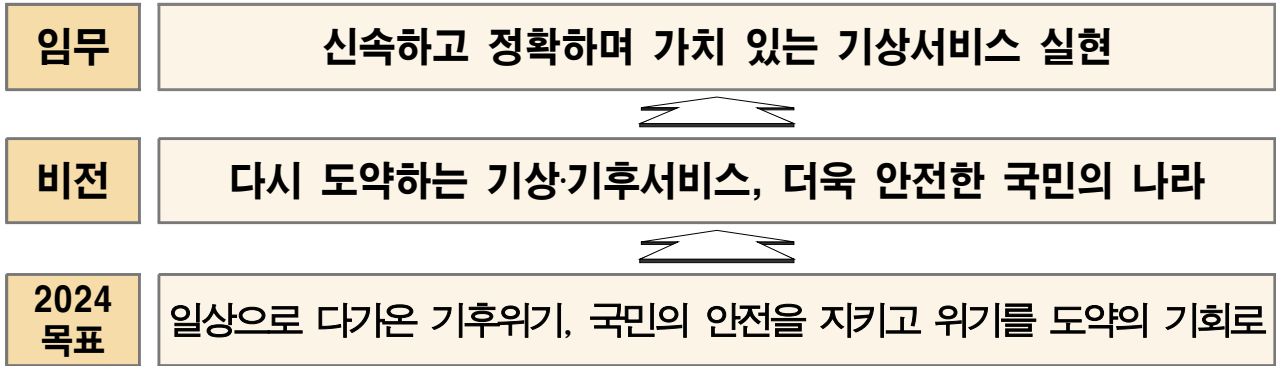 임무
신속하고 정확하며 가치 있는 기상서비스 실현
비전
다시 도약하는 기상·기후서비스, 더욱 안전한 국민의 나라
2024
목표
일상으로 다가온 기후위기, 국민의 안전을 지키고 위기를 도약의 기회로